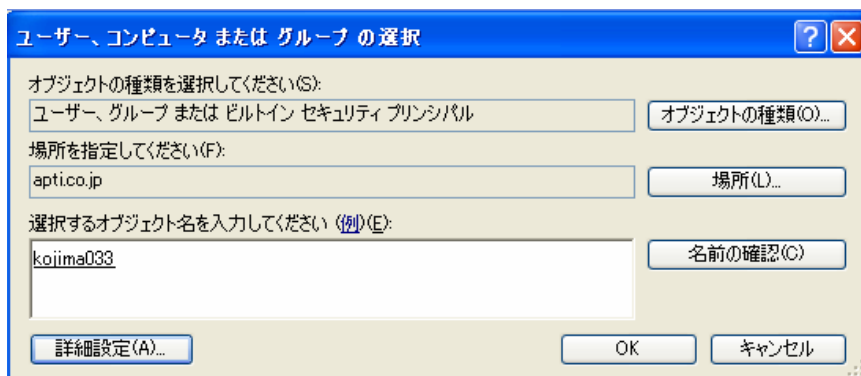 ユーザー、コンピュータ または グループ の選択
オブジェクトの種類を選択してください(S):
ユーザー、グループ または ビルトイン セキュリティ プリンシパル
オブジェクトの種類(O)...
場所を指定してください(F):
apti.co.jp
場所(L)...
選択するオブジェクト名を入力してください (例)(E):
kojima033
名前の確認(C)
詳細設定(A)...
OK
キャンセル